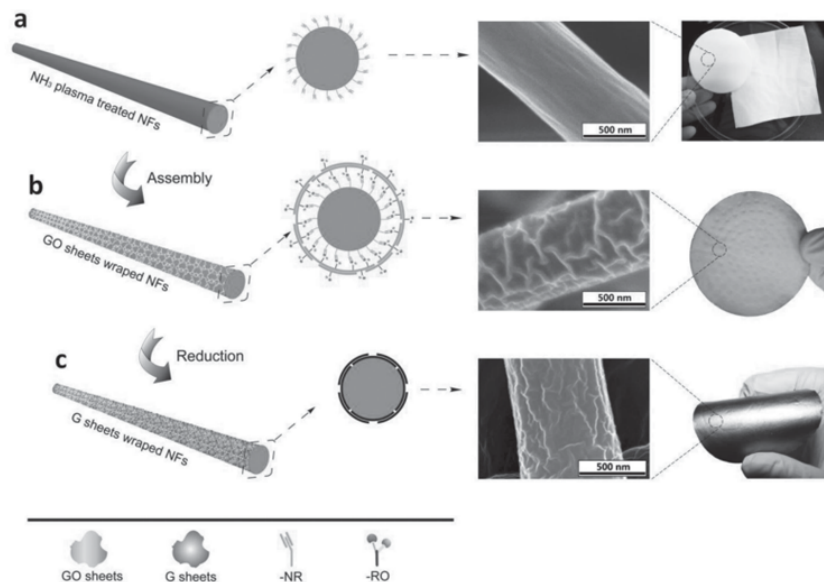 a
NH₃ plasma treated NFs
500 nm
Assembly
b
GO sheets wraped NFs
500 nm
Reduction
c
G sheets wraped NFs
500 nm
GO sheets
G sheets
-NR
-RO